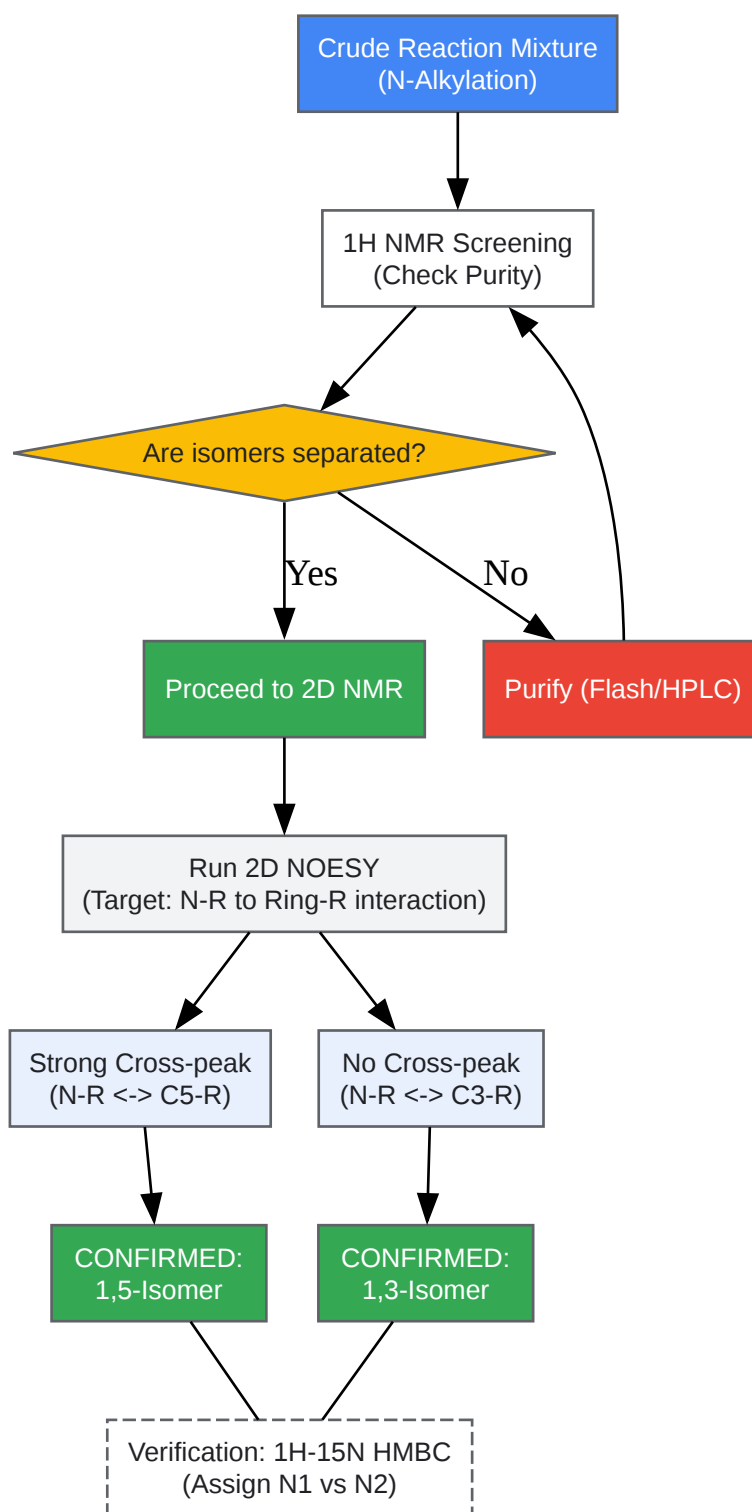 Crude Reaction Mixture
(N-Alkylation)
1H NMR Screening
(Check Purity)
Are isomers separated?
Yes
No
Proceed to 2D NMR
Purify (Flash/HPLC)
Run 2D NOESY
(Target: N-R to Ring-R interaction)
Strong Cross-peak
(N-R <-> C5-R)
No Cross-peak
(N-R <-> C3-R)
CONFIRMED:
1,5-Isomer
CONFIRMED:
1,3-Isomer
Verification: 1H-15N HMBC
(Assign N1 vs N2)